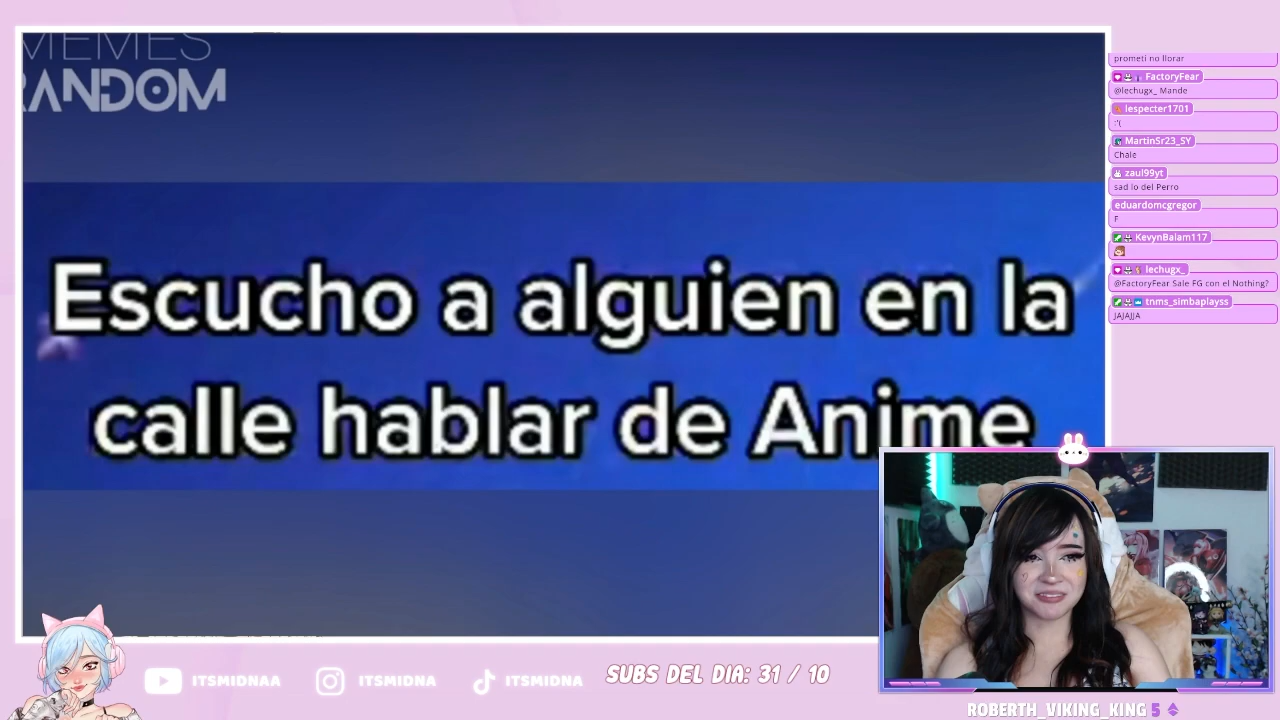 MEMES
RANDOM
Escucho a alguien en la
calle hablar de Anime
prometi no llorar
FactoryFear
@lechugx_ Mande
lespecter1701
:'(
MartinSr23_SY
Chale
zaul99yt
sad lo del Perro
eduardomcgregor
F
KevynBalam117
lechugx_
@FactoryFear Sale FG con el Nothing?
tnms_simbaplayss
JAJAJJA
ITSMIDNAA
ITSMIDNA
ITSMIDNA
SUBS DEL DIA: 31 / 10
ROBERTH_VIKING_KING 5